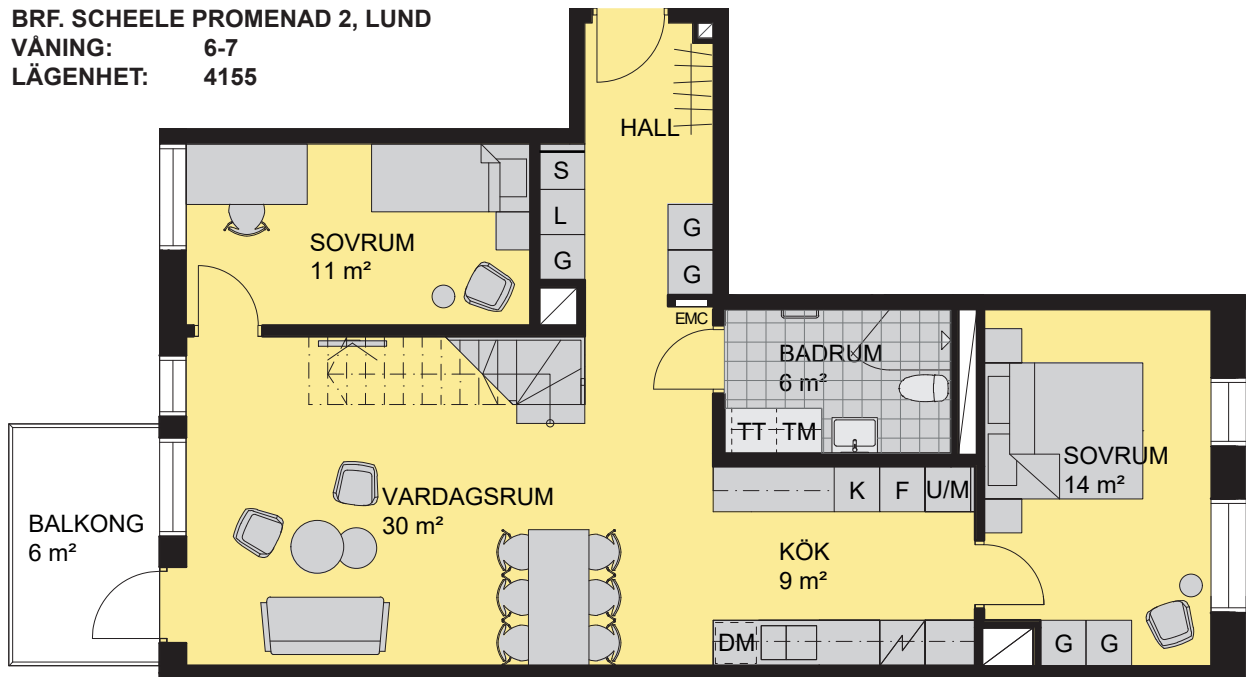 BRF. SCHEELE PROMENAD 2, LUND
VÅNING: 6-7
LÄGENHET: 4155
HALL
S
L
G
G
G
SOVRUM
11 m²
EMC
BADRUM
6 m²
TT TM
K F U/M
SOVRUM
14 m²
VARDAGSRUM
30 m²
BALKONG
6 m²
KÖK
9 m²
DM
G G